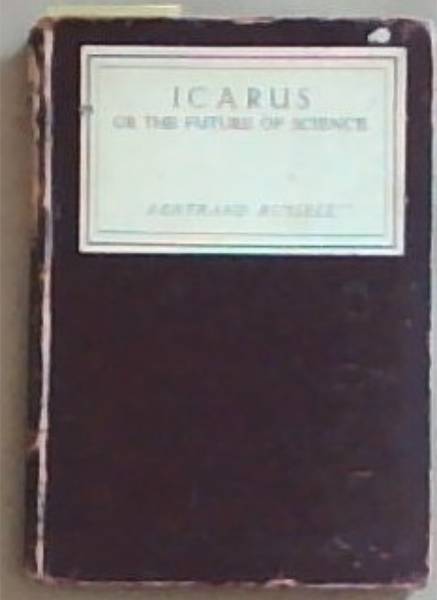 ICARUS
OR THE FUTURE OF SCIENCE
BERTRAND RUSSELL